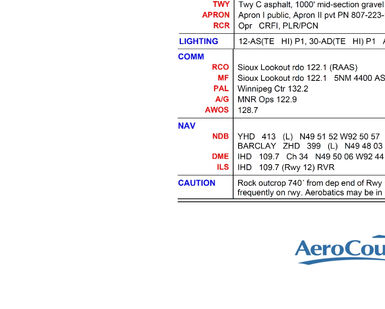 TWY Twy C asphalt, 1000' mid-section gravel
APRON Apron I public, Apron II pvt PN 807-223-
RCR Opr CRFI, PLR/PCN
LIGHTING 12-AS(TE HI) P1, 30-AD(TE HI) P1
COMM
RCO Sioux Lookout rdo 122.1 (RAAS)
MF Sioux Lookout rdo 122.1 5NM 4400 AS
PAL Winnipeg Ctr 132.2
A/G MNR Ops 122.9
AWOS 128.7
NAV
NDB YHD 413 (L) N49 51 52 W92 50 57
BARCLAY ZHD 399 (L) N49 48 03
DME IHD 109.7 Ch 34 N49 50 06 W92 44
ILS IHD 109.7 (Rwy 12) RVR
CAUTION Rock outcrop 740' from dep end of Rwy
frequently on rwy. Aerobatics may be in
AeroCou